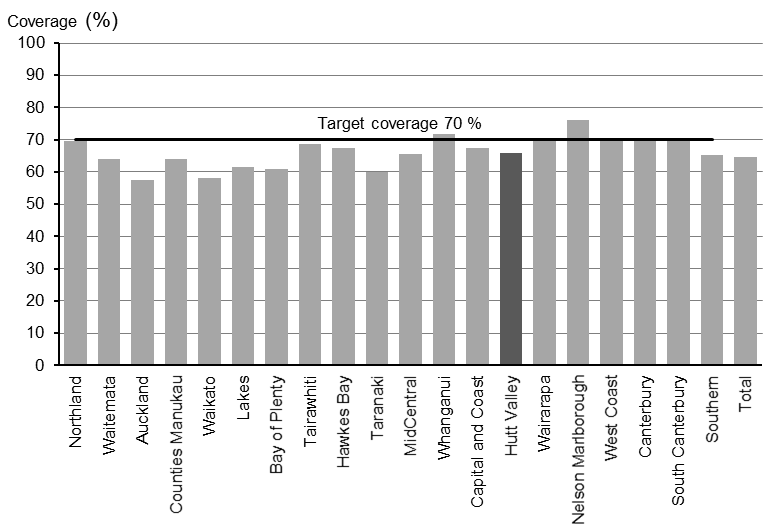 Coverage (%)
100
90
80
70
60
50
40
30
20
10
0
Target coverage 70 %
Northland
Waitemata
Auckland
Counties Manukau
Waikato
Lakes
Bay of Plenty
Tairawhiti
Hawkes Bay
Taranaki
MidCentral
Whanganui
Capital and Coast
Hutt Valley
Wairarapa
Nelson Marlborough
West Coast
Canterbury
South Canterbury
Southern
Total